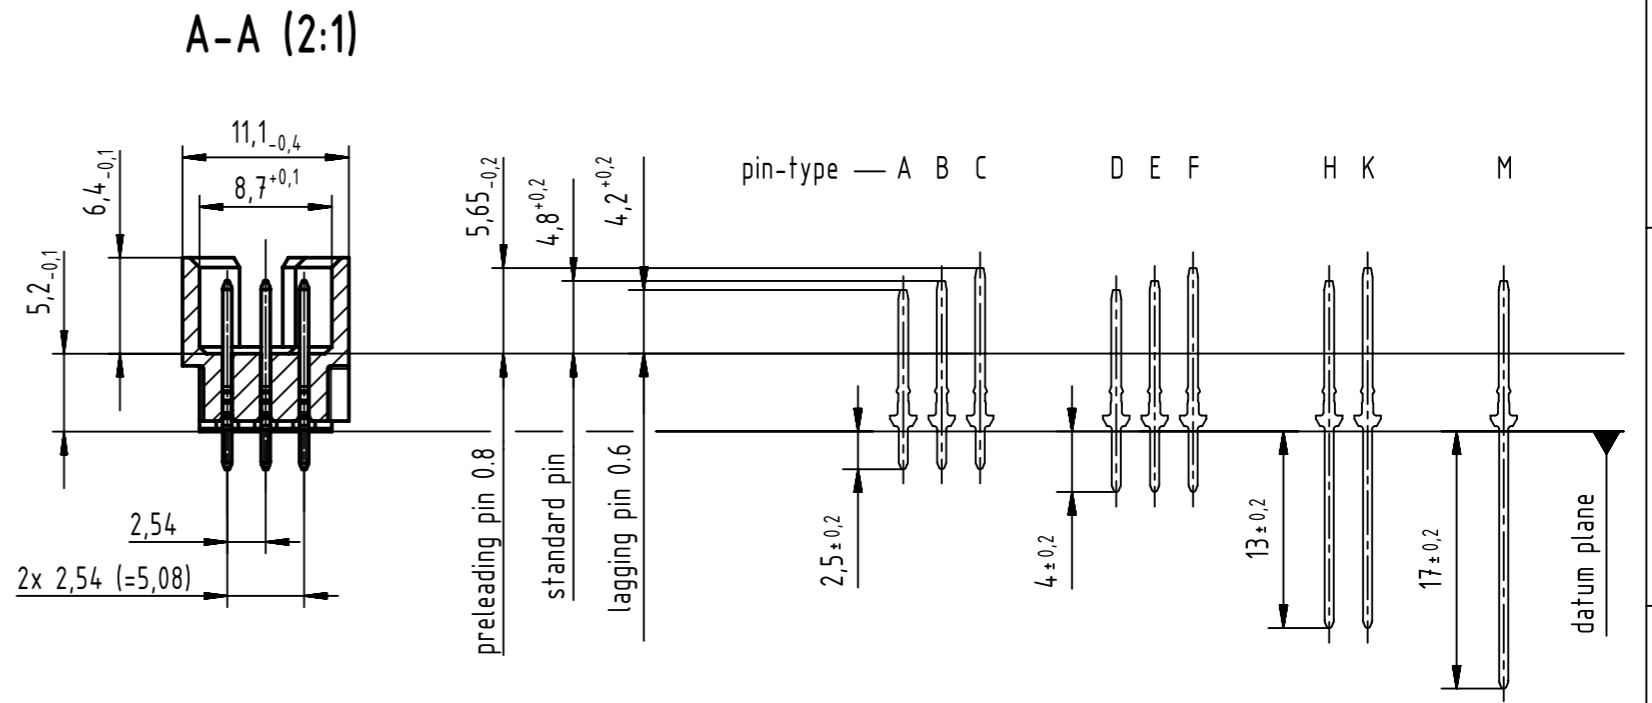 A-A (2:1)
11,1 -0,4
8,7 +0,1
6,4 -0,1
5,2 -0,1
2,54
2x 2,54 (=5,08)
5,65 -0,2
4,8 +0,2
4,2 +0,2
preleading pin 0.8
standard pin
lagging pin 0.6
pin-type — A B C D E F H K M
2,5 ±0,2
4 ±0,2
13 ±0,2
17 ±0,2
datum plane